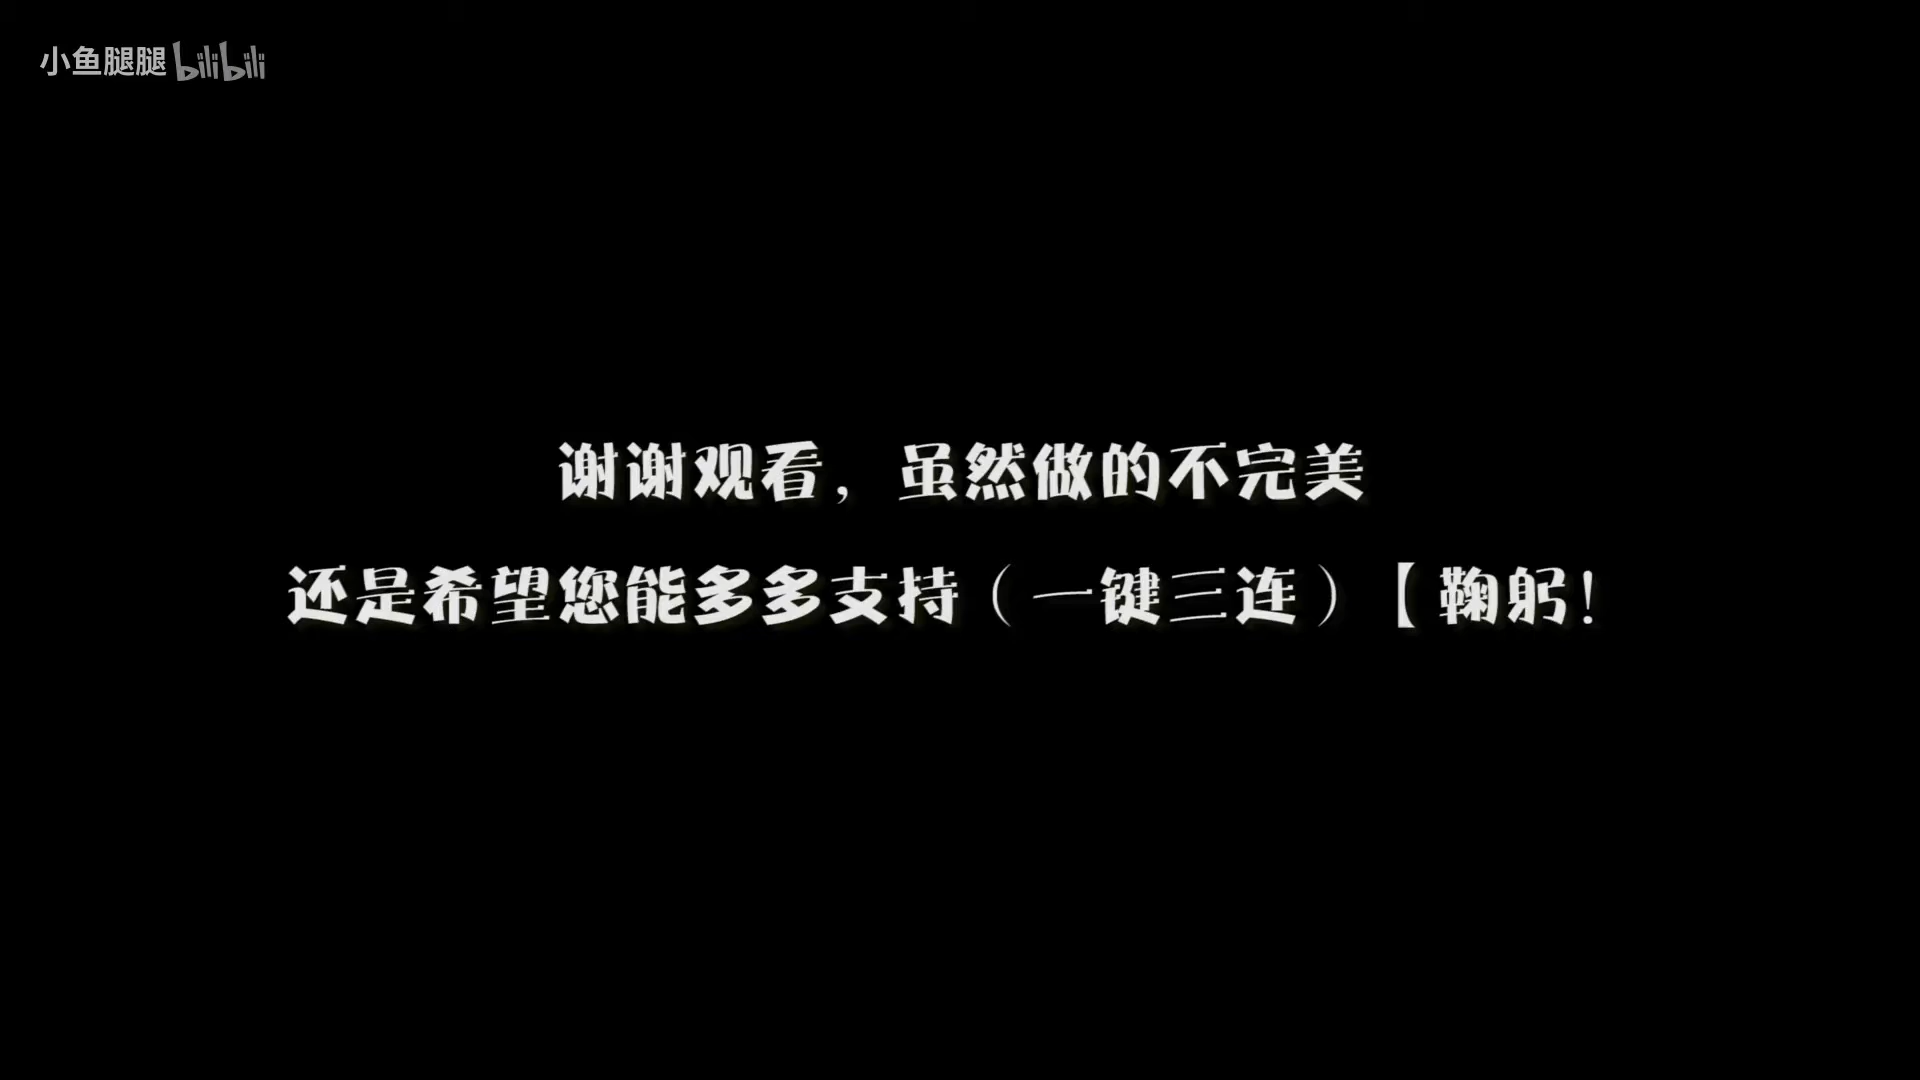 小鱼腿腿 bilibili
谢谢观看，虽然做的不完美
还是希望您能多多支持（一键三连）【鞠躬！